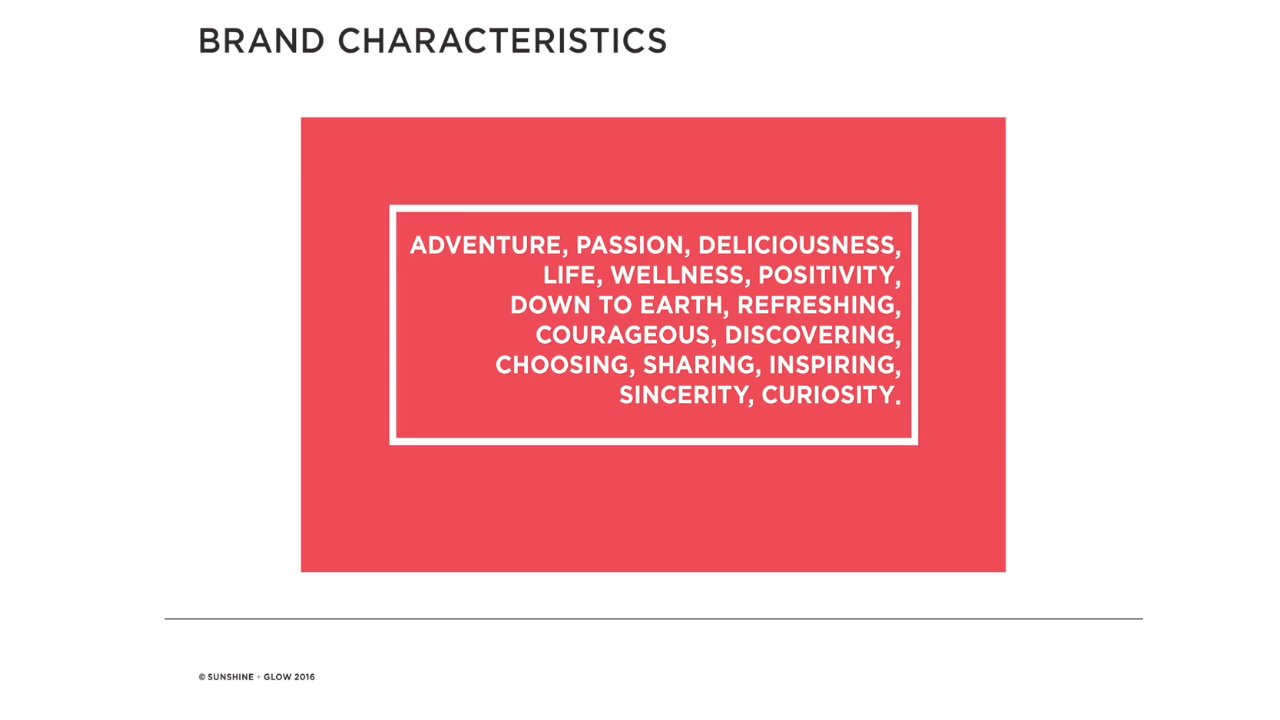 BRAND CHARACTERISTICS
ADVENTURE, PASSION, DELICIOUSNESS,
LIFE, WELLNESS, POSITIVITY,
DOWN TO EARTH, REFRESHING,
COURAGEOUS, DISCOVERING,
CHOOSING, SHARING, INSPIRING,
SINCERITY, CURIOSITY.
© SUNSHINE + GLOW 2016